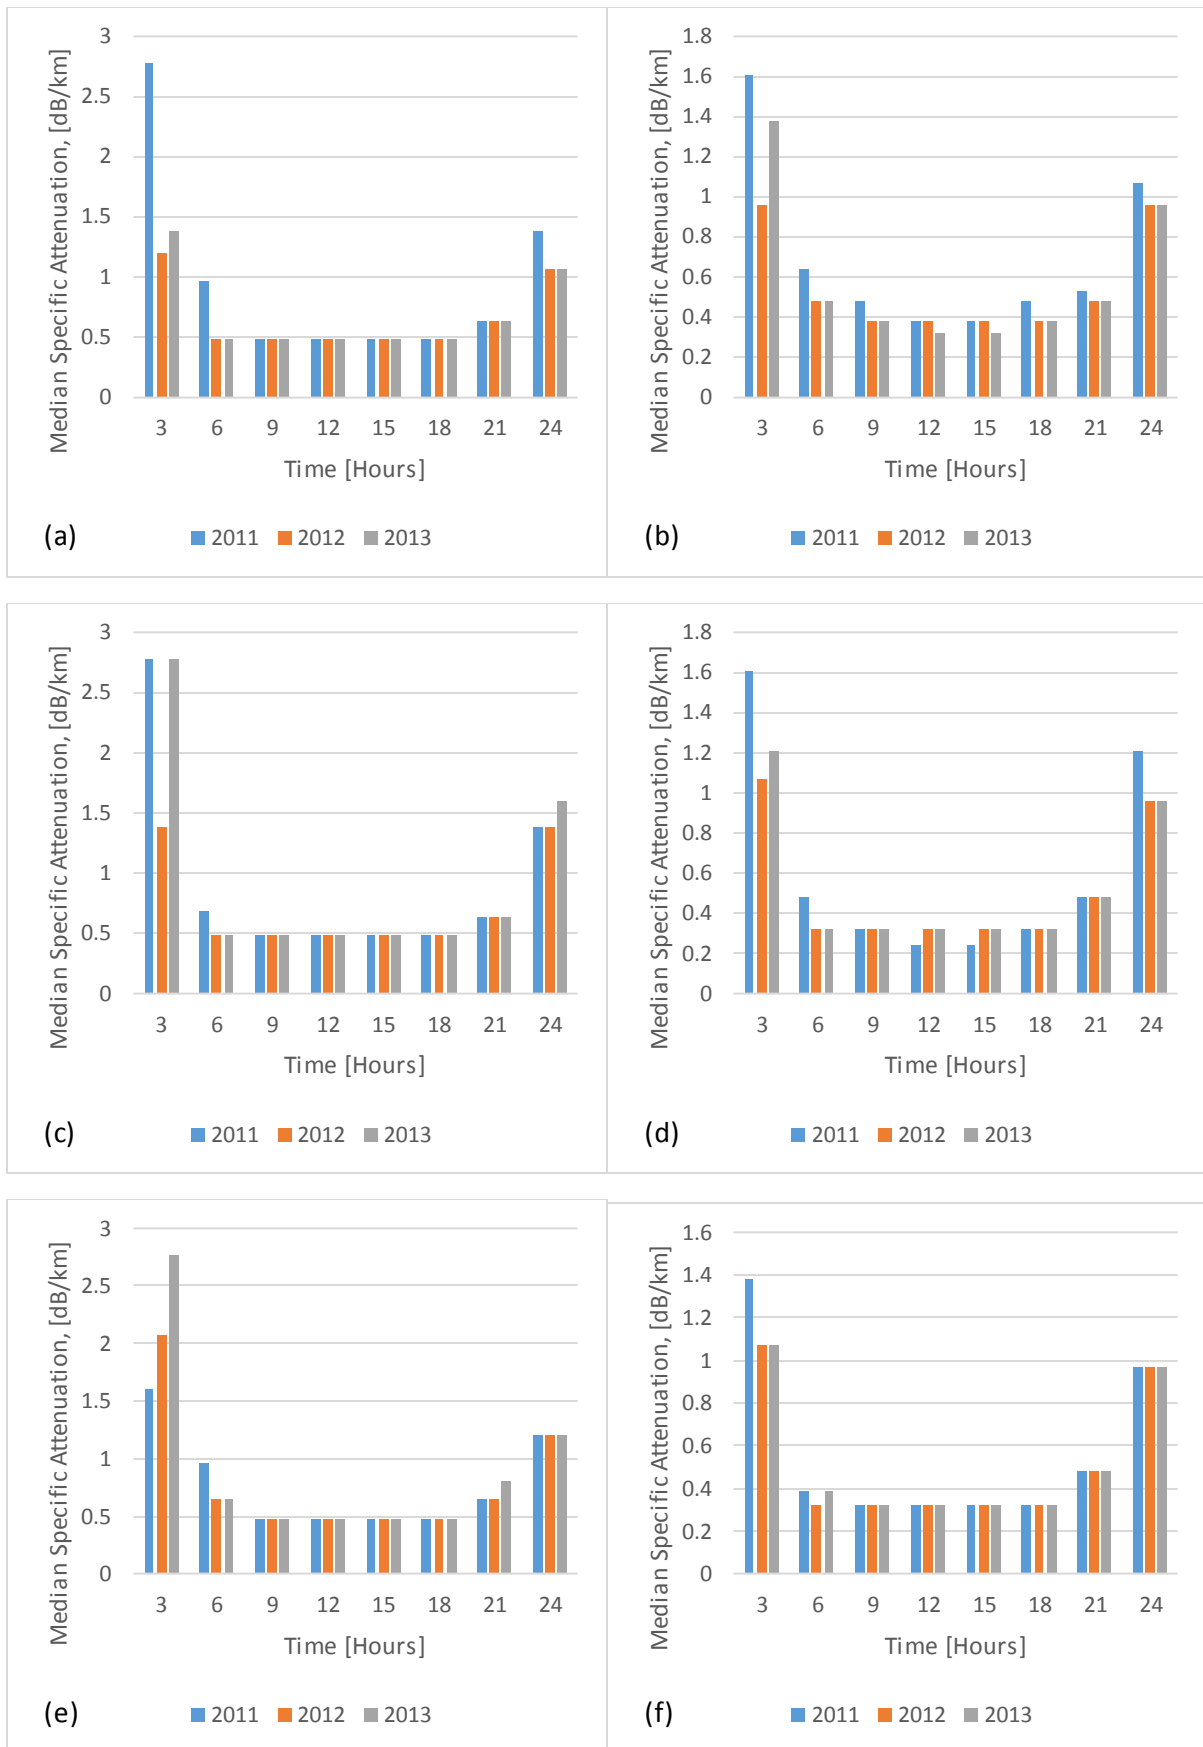 Median Specific Attenuation, [dB/km]
3
2.5
2
1.5
1
0.5
0
3 6 9 12 15 18 21 24
Time [Hours]
(a) 2011 2012 2013
Median Specific Attenuation, [dB/km]
1.8
1.6
1.4
1.2
1
0.8
0.6
0.4
0.2
0
3 6 9 12 15 18 21 24
Time [Hours]
(b) 2011 2012 2013
Median Specific Attenuation, [dB/km]
3
2.5
2
1.5
1
0.5
0
3 6 9 12 15 18 21 24
Time [Hours]
(c) 2011 2012 2013
Median Specific Attenuation, [dB/km]
1.8
1.6
1.4
1.2
1
0.8
0.6
0.4
0.2
0
3 6 9 12 15 18 21 24
Time [Hours]
(d) 2011 2012 2013
Median Specific Attenuation, [dB/km]
3
2.5
2
1.5
1
0.5
0
3 6 9 12 15 18 21 24
Time [Hours]
(e) 2011 2012 2013
Median Specific Attenuation, [dB/km]
1.6
1.4
1.2
1
0.8
0.6
0.4
0.2
0
3 6 9 12 15 18 21 24
Time [Hours]
(f) 2011 2012 2013